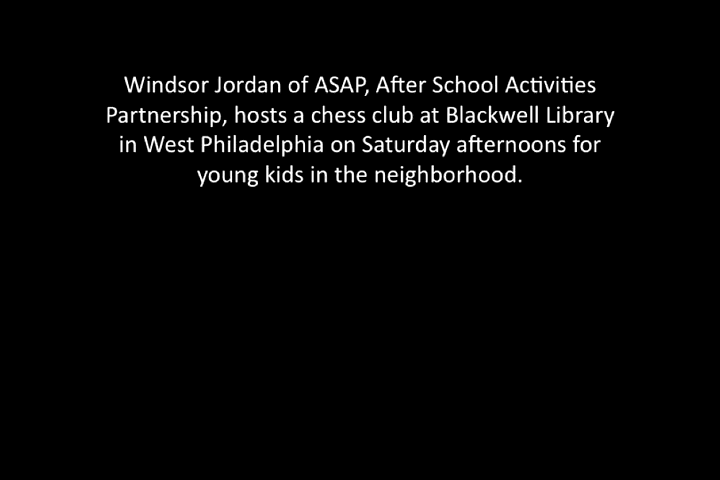 Windsor Jordan of ASAP, After School Activities
Partnership, hosts a chess club at Blackwell Library
in West Philadelphia on Saturday afternoons for
young kids in the neighborhood.